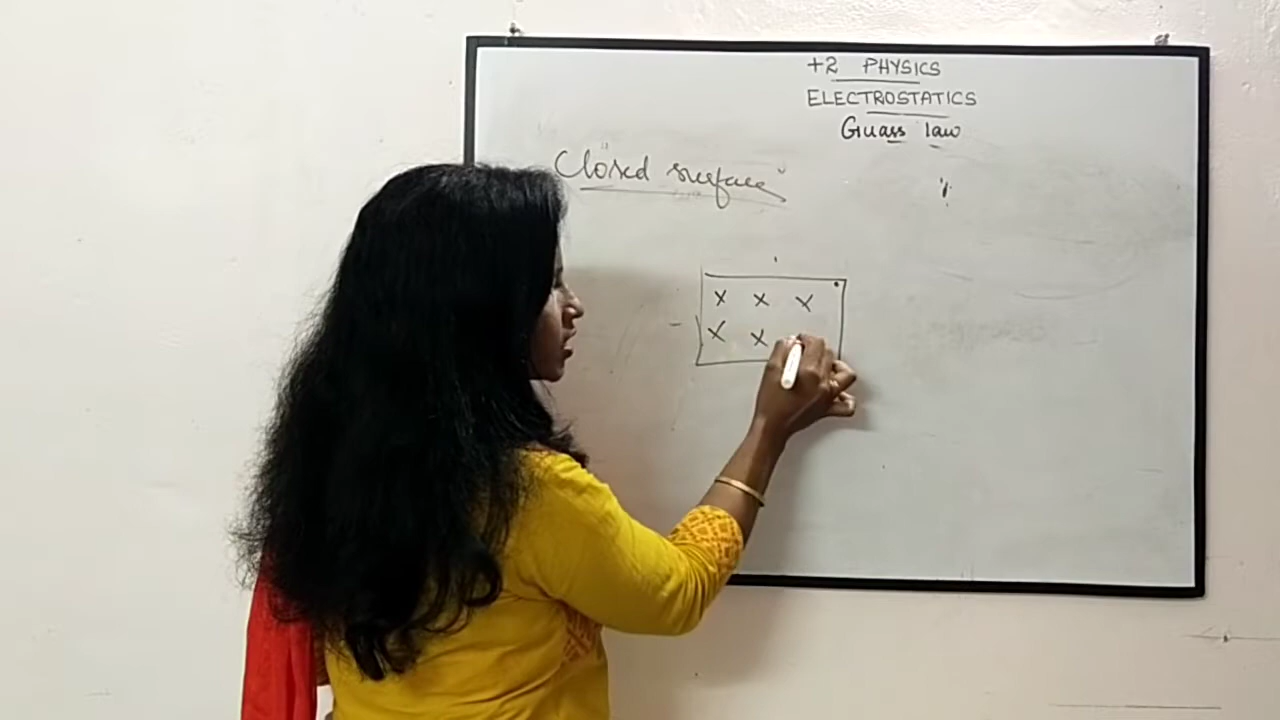 +2 PHYSICS
ELECTROSTATICS
Guass law
"Closed surface"
X X X
X X